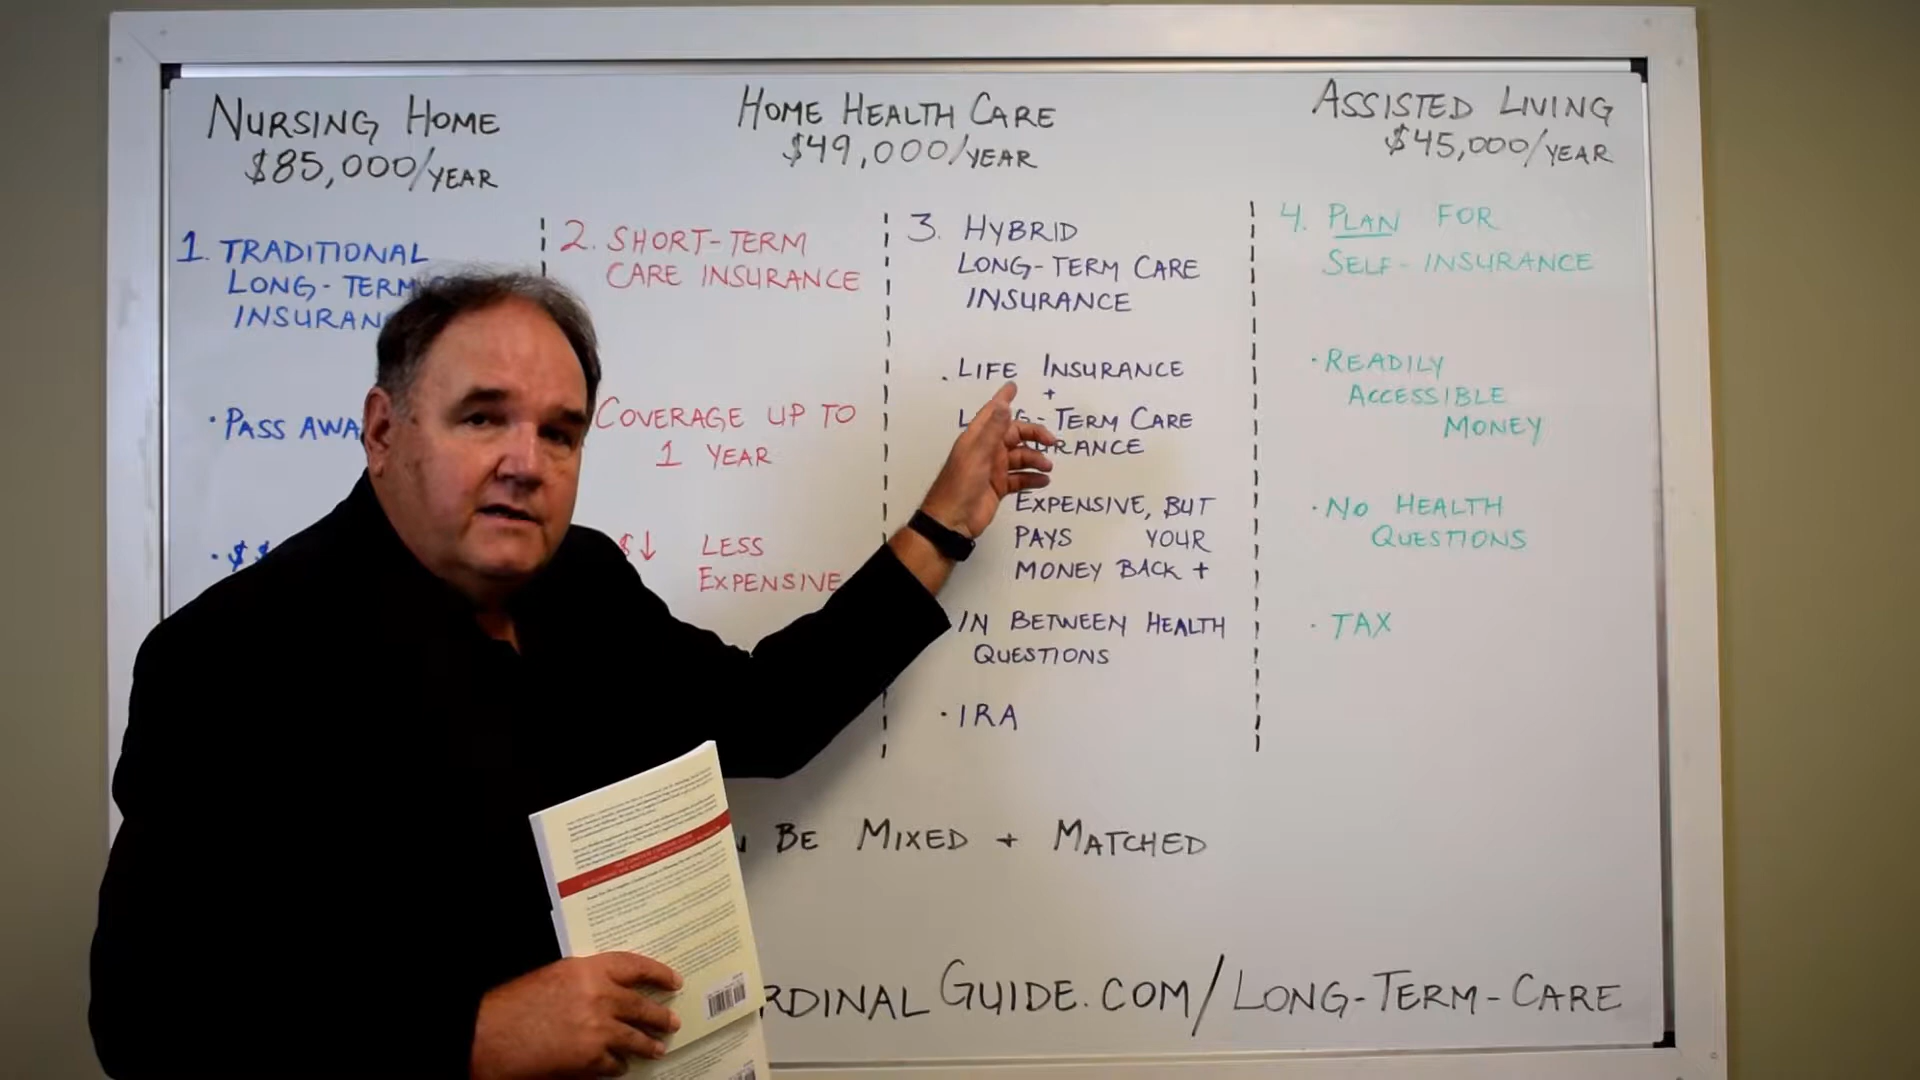 NURSING HOME
$85,000/YEAR
HOME HEALTH CARE
$49,000/YEAR
ASSISTED LIVING
$45,000/YEAR
1. TRADITIONAL
LONG-TERM
INSURAN
• PASS AWA
• $
2. SHORT-TERM
CARE INSURANCE
COVERAGE UP TO
1 YEAR
$↓ LESS
EXPENSIVE
3. HYBRID
LONG-TERM CARE
INSURANCE
• LIFE INSURANCE
+
L G-TERM CARE
URANCE
EXPENSIVE, BUT
PAYS YOUR
MONEY BACK +
IN BETWEEN HEALTH
QUESTIONS
• IRA
4. PLAN FOR
SELF-INSURANCE
• READILY
ACCESSIBLE
MONEY
• NO HEALTH
QUESTIONS
• TAX
BE MIXED + MATCHED
RDINALGUIDE.COM/LONG-TERM-CARE